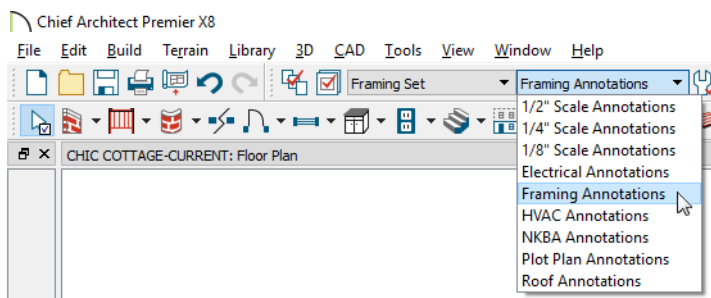 Chief Architect Premier X8
File Edit Build Terrain Library 3D CAD Tools View Window Help
Framing Set Framing Annotations
1/2" Scale Annotations
1/4" Scale Annotations
1/8" Scale Annotations
Electrical Annotations
Framing Annotations
HVAC Annotations
NKBA Annotations
Plot Plan Annotations
Roof Annotations
CHIC COTTAGE-CURRENT: Floor Plan